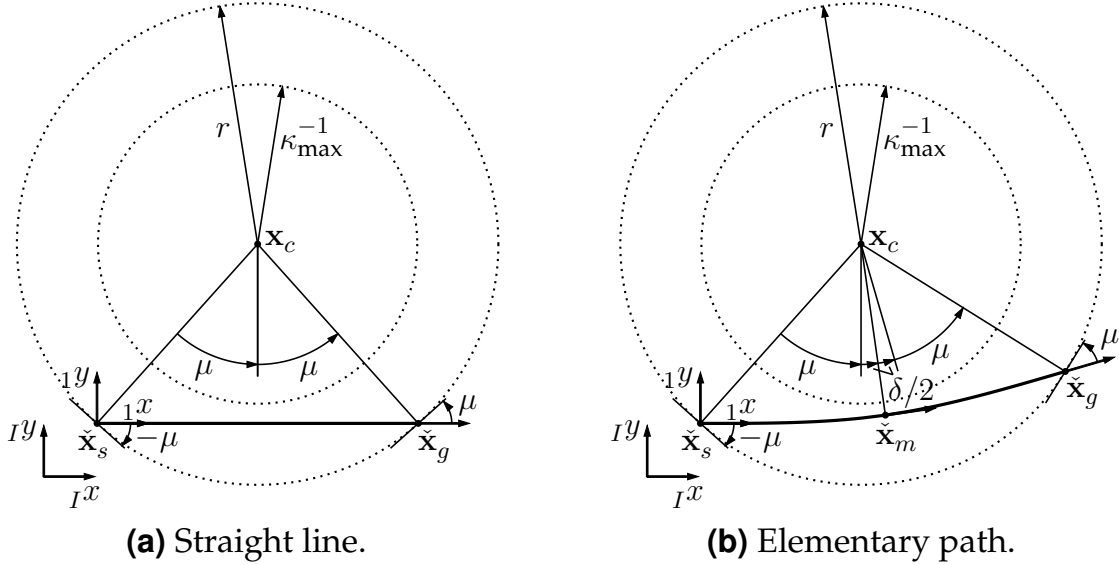 r
κ_max^{-1}
x_c
μ
μ
1y
1x
μ
x̌_s
−μ
x̌_g
Iy
Ix
(a) Straight line.
r
κ_max^{-1}
x_c
μ
μ
μ
δ/2
1y
1x
x̌_g
x̌_s
−μ
x̌_m
Iy
Ix
(b) Elementary path.